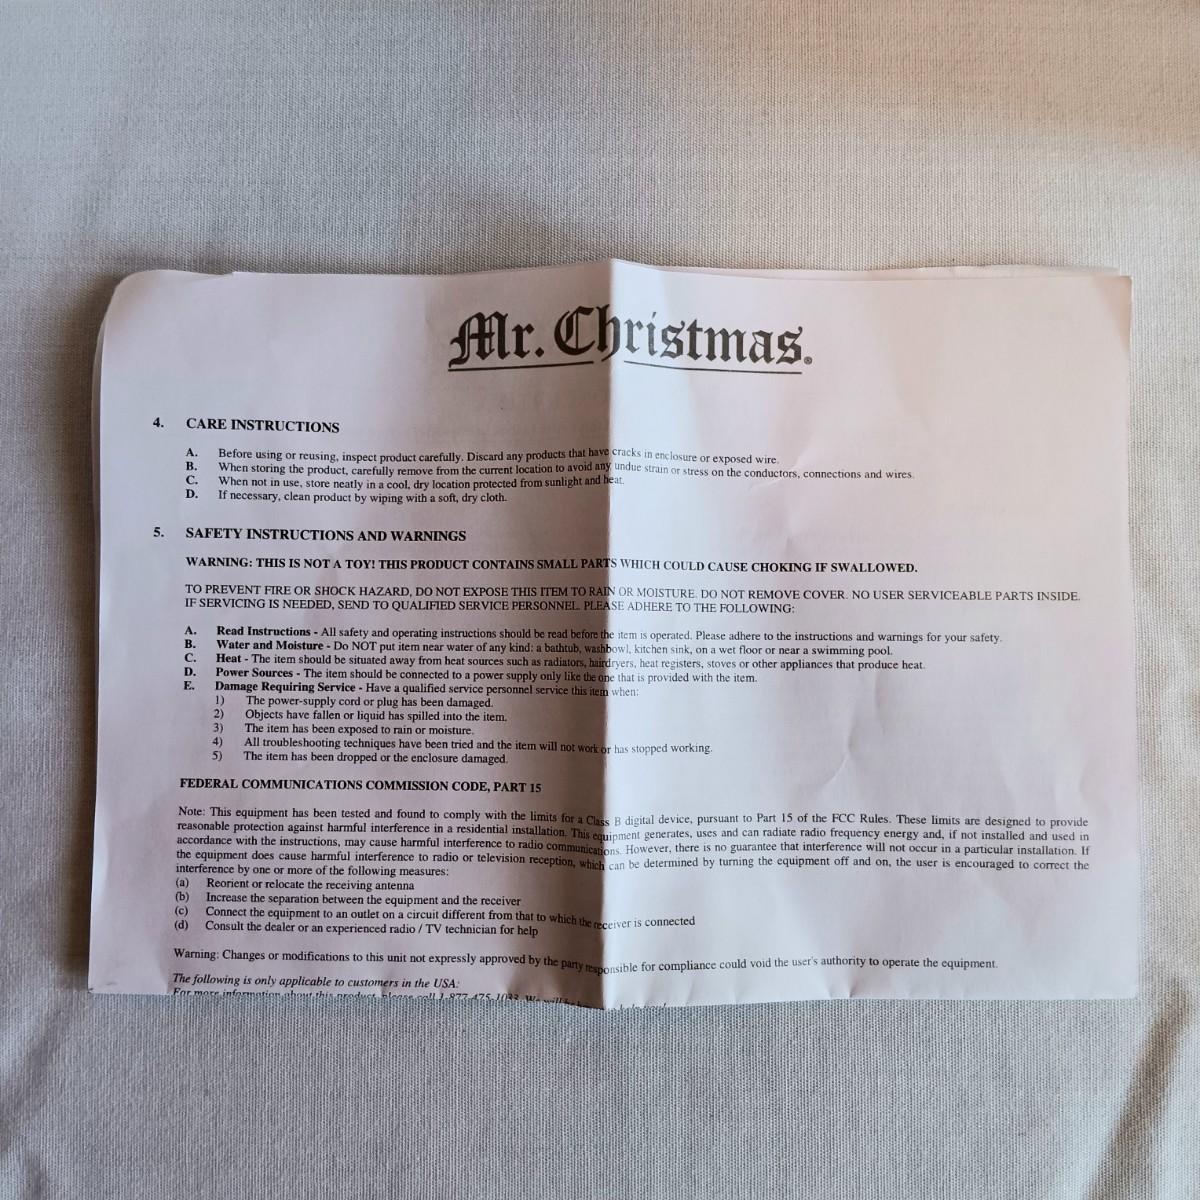 Mr. Christmas®
4. CARE INSTRUCTIONS
A. Before using or reusing, inspect product carefully. Discard any products that have cracks in enclosure or exposed wire.
B. When storing the product, carefully remove from the current location to avoid any undue strain or stress on the conductors, connections and wires.
C. When not in use, store neatly in a cool, dry location protected from sunlight and heat.
D. If necessary, clean product by wiping with a soft, dry cloth.
5. SAFETY INSTRUCTIONS AND WARNINGS
WARNING: THIS IS NOT A TOY! THIS PRODUCT CONTAINS SMALL PARTS WHICH COULD CAUSE CHOKING IF SWALLOWED.
TO PREVENT FIRE OR SHOCK HAZARD, DO NOT EXPOSE THIS ITEM TO RAIN OR MOISTURE. DO NOT REMOVE COVER. NO USER SERVICEABLE PARTS INSIDE.
IF SERVICING IS NEEDED, SEND TO QUALIFIED SERVICE PERSONNEL. PLEASE ADHERE TO THE FOLLOWING:
A. Read Instructions - All safety and operating instructions should be read before the item is operated. Please adhere to the instructions and warnings for your safety.
B. Water and Moisture - Do NOT put item near water of any kind: a bathtub, washbowl, kitchen sink, on a wet floor or near a swimming pool.
C. Heat - The item should be situated away from heat sources such as radiators, hairdryers, heat registers, stoves or other appliances that produce heat.
D. Power Sources - The item should be connected to a power supply only like the one that is provided with the item.
E. Damage Requiring Service - Have a qualified service personnel service this item when:
1) The power-supply cord or plug has been damaged.
2) Objects have fallen or liquid has spilled into the item.
3) The item has been exposed to rain or moisture.
4) All troubleshooting techniques have been tried and the item will not work or has stopped working.
5) The item has been dropped or the enclosure damaged.
FEDERAL COMMUNICATIONS COMMISSION CODE, PART 15
Note: This equipment has been tested and found to comply with the limits for a Class B digital device, pursuant to Part 15 of the FCC Rules. These limits are designed to provide
reasonable protection against harmful interference in a residential installation. This equipment generates, uses and can radiate radio frequency energy and, if not installed and used in
accordance with the instructions, may cause harmful interference to radio communications. However, there is no guarantee that interference will not occur in a particular installation. If
the equipment does cause harmful interference to radio or television reception, which can be determined by turning the equipment off and on, the user is encouraged to correct the
interference by one or more of the following measures:
(a) Reorient or relocate the receiving antenna
(b) Increase the separation between the equipment and the receiver
(c) Connect the equipment to an outlet on a circuit different from that to which the receiver is connected
(d) Consult the dealer or an experienced radio / TV technician for help
Warning: Changes or modifications to this unit not expressly approved by the party responsible for compliance could void the user's authority to operate the equipment.
The following is only applicable to customers in the USA:
For more information about this product, please call 1-877-475-1033. We will be